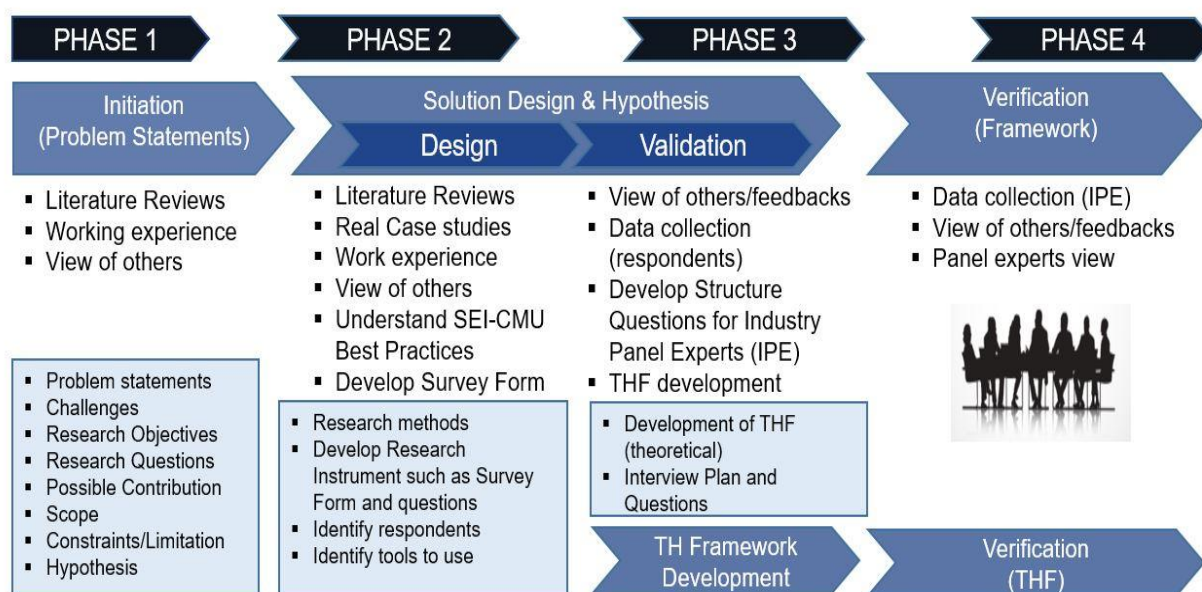 PHASE 1
PHASE 2
PHASE 3
PHASE 4
Initiation
(Problem Statements)
Solution Design & Hypothesis
Design
Validation
Verification
(Framework)
▪ Literature Reviews
▪ Working experience
▪ View of others
▪ Problem statements
▪ Challenges
▪ Research Objectives
▪ Research Questions
▪ Possible Contribution
▪ Scope
▪ Constraints/Limitation
▪ Hypothesis
▪ Literature Reviews
▪ Real Case studies
▪ Work experience
▪ View of others
▪ Understand SEI-CMU
Best Practices
▪ Develop Survey Form
▪ Research methods
▪ Develop Research
Instrument such as Survey
Form and questions
▪ Identify respondents
▪ Identify tools to use
▪ View of others/feedbacks
▪ Data collection
(respondents)
▪ Develop Structure
Questions for Industry
Panel Experts (IPE)
▪ THF development
▪ Development of THF
(theoretical)
▪ Interview Plan and
Questions
TH Framework
Development
▪ Data collection (IPE)
▪ View of others/feedbacks
▪ Panel experts view
Verification
(THF)